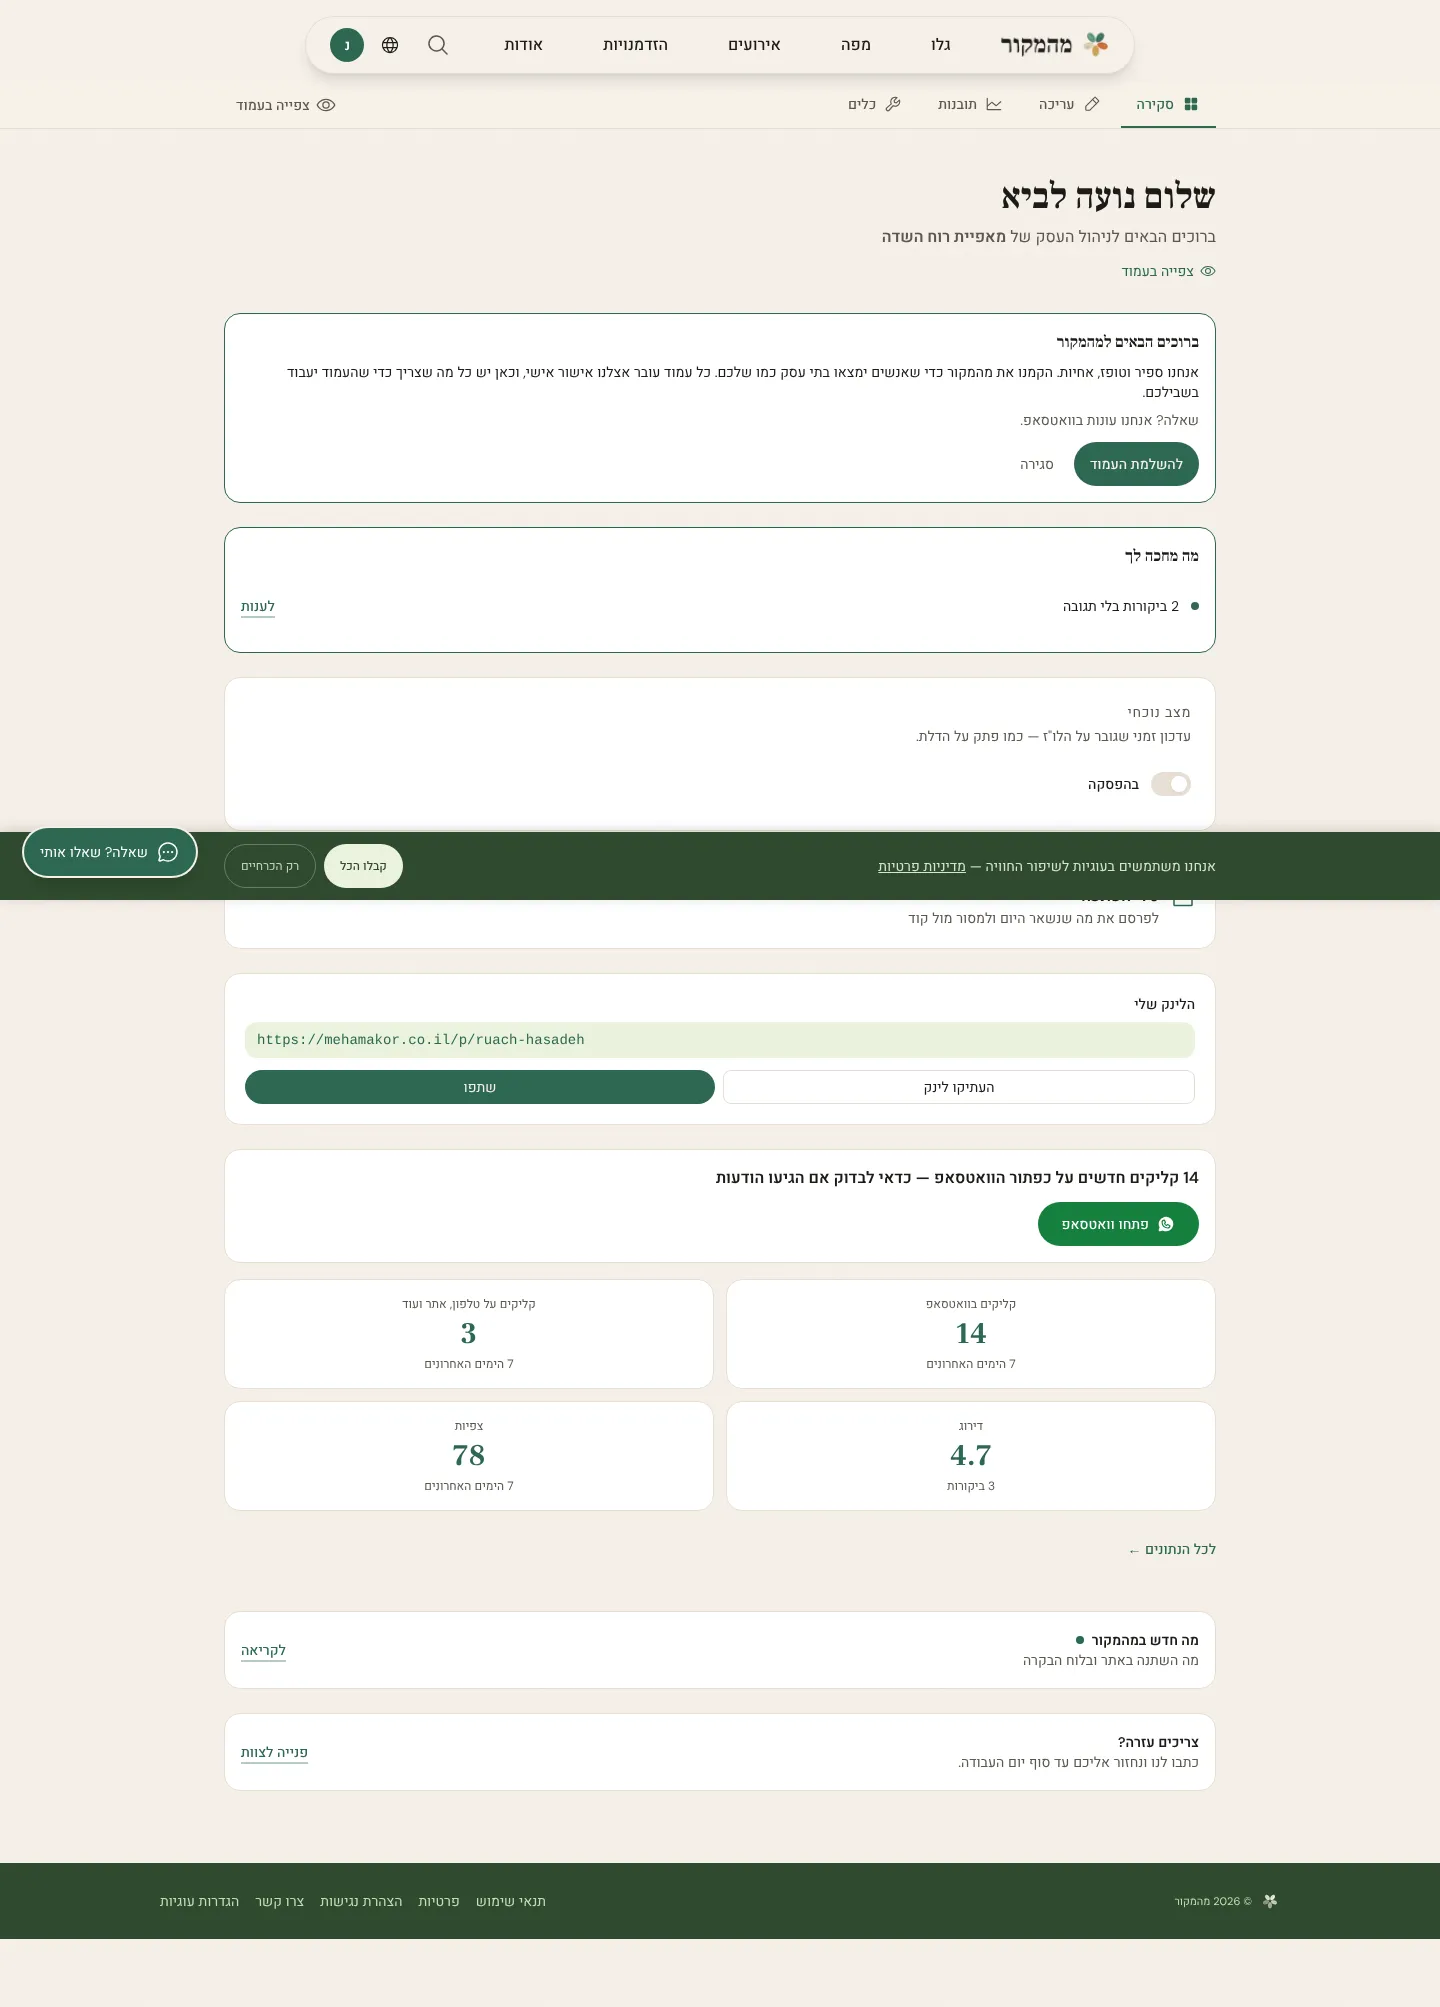 מהמקור
גלו
מפה
אירועים
הזדמנויות
אודות
נ
סקירה
עריכה
תובנות
כלים
צפייה בעמוד
שלום נועה לביא
ברוכים הבאים לניהול העסק של מאפיית רוח השדה
צפייה בעמוד
ברוכים הבאים למהמקור
אנחנו ספיר וטופז, אחיות. הקמנו את מהמקור כדי שאנשים ימצאו בתי עסק כמו שלכם. כל עמוד עובר אצלנו אישור אישי, וכאן יש כל מה שצריך כדי שהעמוד יעבוד
בשבילכם.
שאלה? אנחנו עונות בוואטסאפ.
להשלמת העמוד
סגירה
מה מחכה לך
2 ביקורות בלי תגובה
לענות
מצב נוכחי
עדכון זמני שגובר על הלו"ז — כמו פתק על הדלת.
בהפסקה
אנחנו משתמשים בעוגיות לשיפור החוויה — מדיניות פרטיות
קבלו הכל
רק הכרחיים
שאלה? שאלו אותי
לפרסם את מה שנשאר היום ולמסור מול קוד
הלינק שלי
https://mehamakor.co.il/p/ruach-hasadeh
העתיקו לינק
שתפו
14 קליקים חדשים על כפתור הוואטסאפ — כדאי לבדוק אם הגיעו הודעות
פתחו וואטסאפ
קליקים בוואטסאפ
14
7 הימים האחרונים
קליקים על טלפון, אתר ועוד
3
7 הימים האחרונים
דירוג
4.7
3 ביקורות
צפיות
78
7 הימים האחרונים
לכל הנתונים ←
מה חדש במהמקור
מה השתנה באתר ובלוח הבקרה
לקריאה
צריכים עזרה?
כתבו לנו ונחזור אליכם עד סוף יום העבודה.
פנייה לצוות
© 2026 מהמקור
תנאי שימוש
פרטיות
הצהרת נגישות
צרו קשר
הגדרות עוגיות